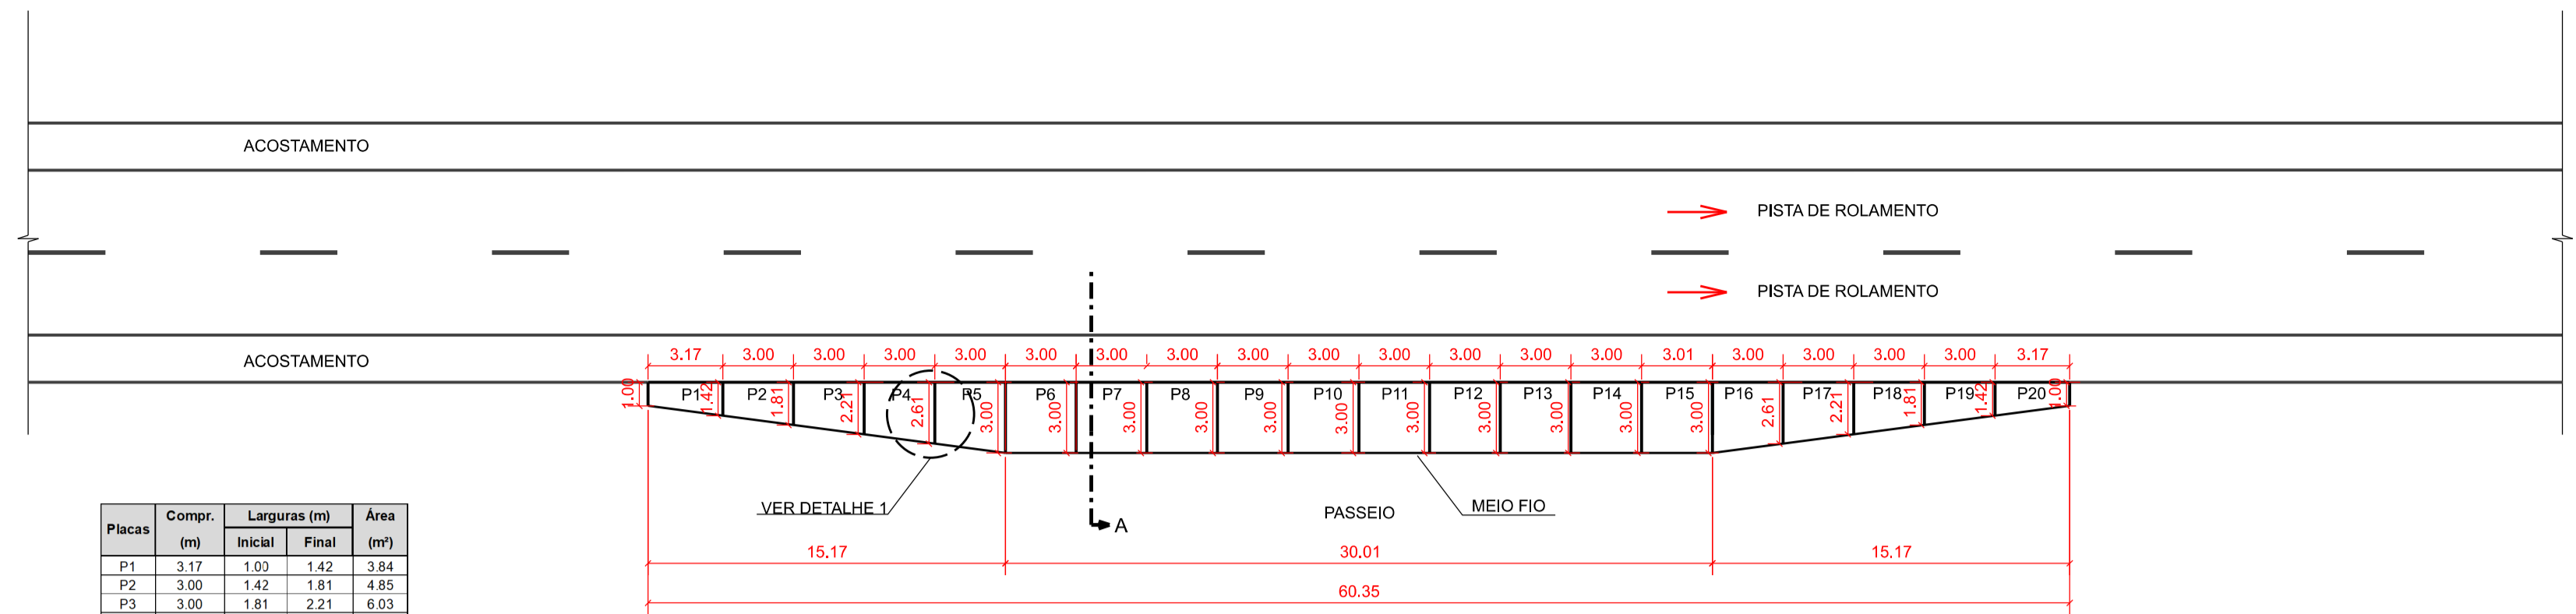 ACOSTAMENTO
PISTA DE ROLAMENTO
PISTA DE ROLAMENTO
ACOSTAMENTO
3.17 3.00 3.00 3.00 3.00 3.00 3.00 3.00 3.00 3.00 3.00 3.00 3.00 3.00 3.01 3.00 3.00 3.00 3.00 3.17
P1 P2 P3 P4 P5 P6 P7 P8 P9 P10 P11 P12 P13 P14 P15 P16 P17 P18 P19 P20
1.00 1.42 1.81 2.21 2.61 3.00 3.00 3.00 3.00 3.00 3.00 3.00 3.00 3.00 3.00 3.00 2.61 2.21 1.81 1.42 1.00
VER DETALHE 1
A
PASSEIO
MEIO FIO
15.17 30.01 15.17
60.35
Placas Compr. Larguras (m) Área
(m) Inicial Final (m²)
P1 3.17 1.00 1.42 3.84
P2 3.00 1.42 1.81 4.85
P3 3.00 1.81 2.21 6.03